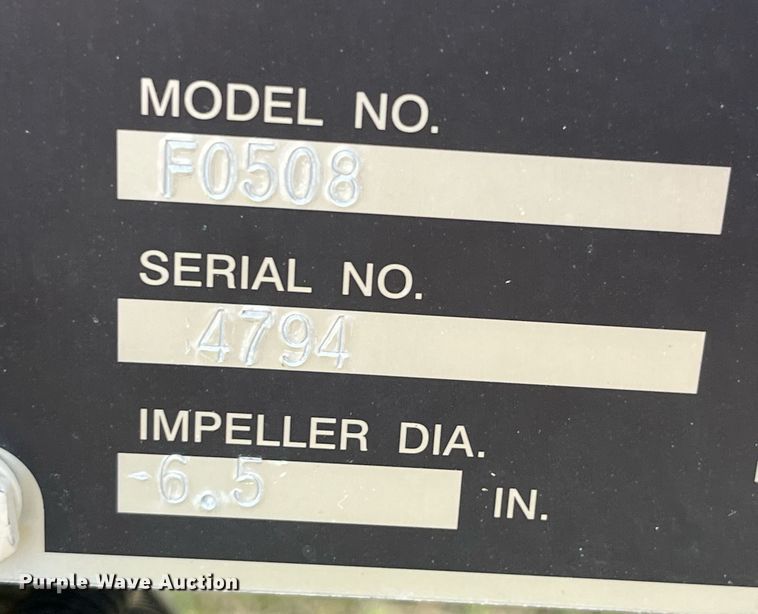 MODEL NO.
F0508
SERIAL NO.
4794
IMPELLER DIA.
-6.5 IN.
Purple Wave Auction